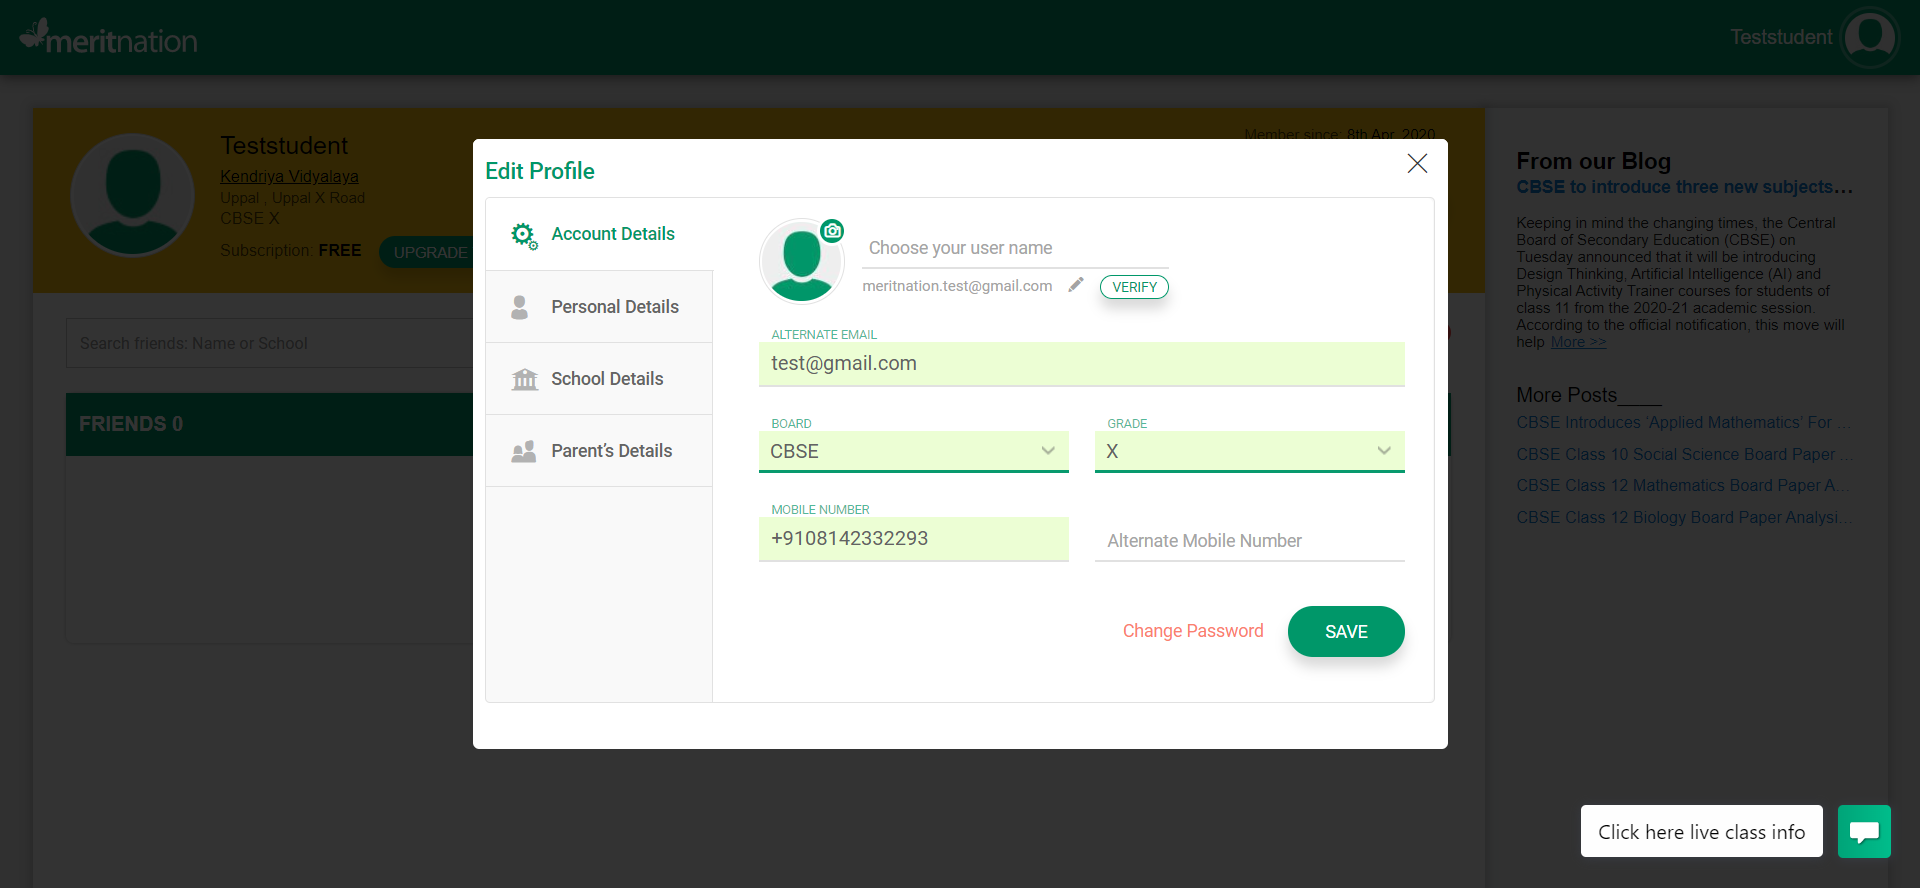 meritnation
Teststudent
Teststudent
Kendriya Vidyalaya
Uppal , Uppal X Road
CBSE X
Subscription: FREE
UPGRADE
Member since: 8th Apr, 2020
Search friends: Name or School
FRIENDS 0
Edit Profile
Account Details
Personal Details
School Details
Parent’s Details
Choose your user name
meritnation.test@gmail.com
VERIFY
ALTERNATE EMAIL
test@gmail.com
BOARD
CBSE
GRADE
X
MOBILE NUMBER
+9108142332293
Alternate Mobile Number
Change Password
SAVE
From our Blog
CBSE to introduce three new subjects...
Keeping in mind the changing times, the Central
Board of Secondary Education (CBSE) on
Tuesday announced that it will be introducing
Design Thinking, Artificial Intelligence (AI) and
Physical Activity Trainer courses for students of
class 11 from the 2020-21 academic session.
According to the official notification, this move will
help More >>
More Posts____
CBSE Introduces ‘Applied Mathematics’ For ...
CBSE Class 10 Social Science Board Paper ...
CBSE Class 12 Mathematics Board Paper A...
CBSE Class 12 Biology Board Paper Analysi...
Click here live class info